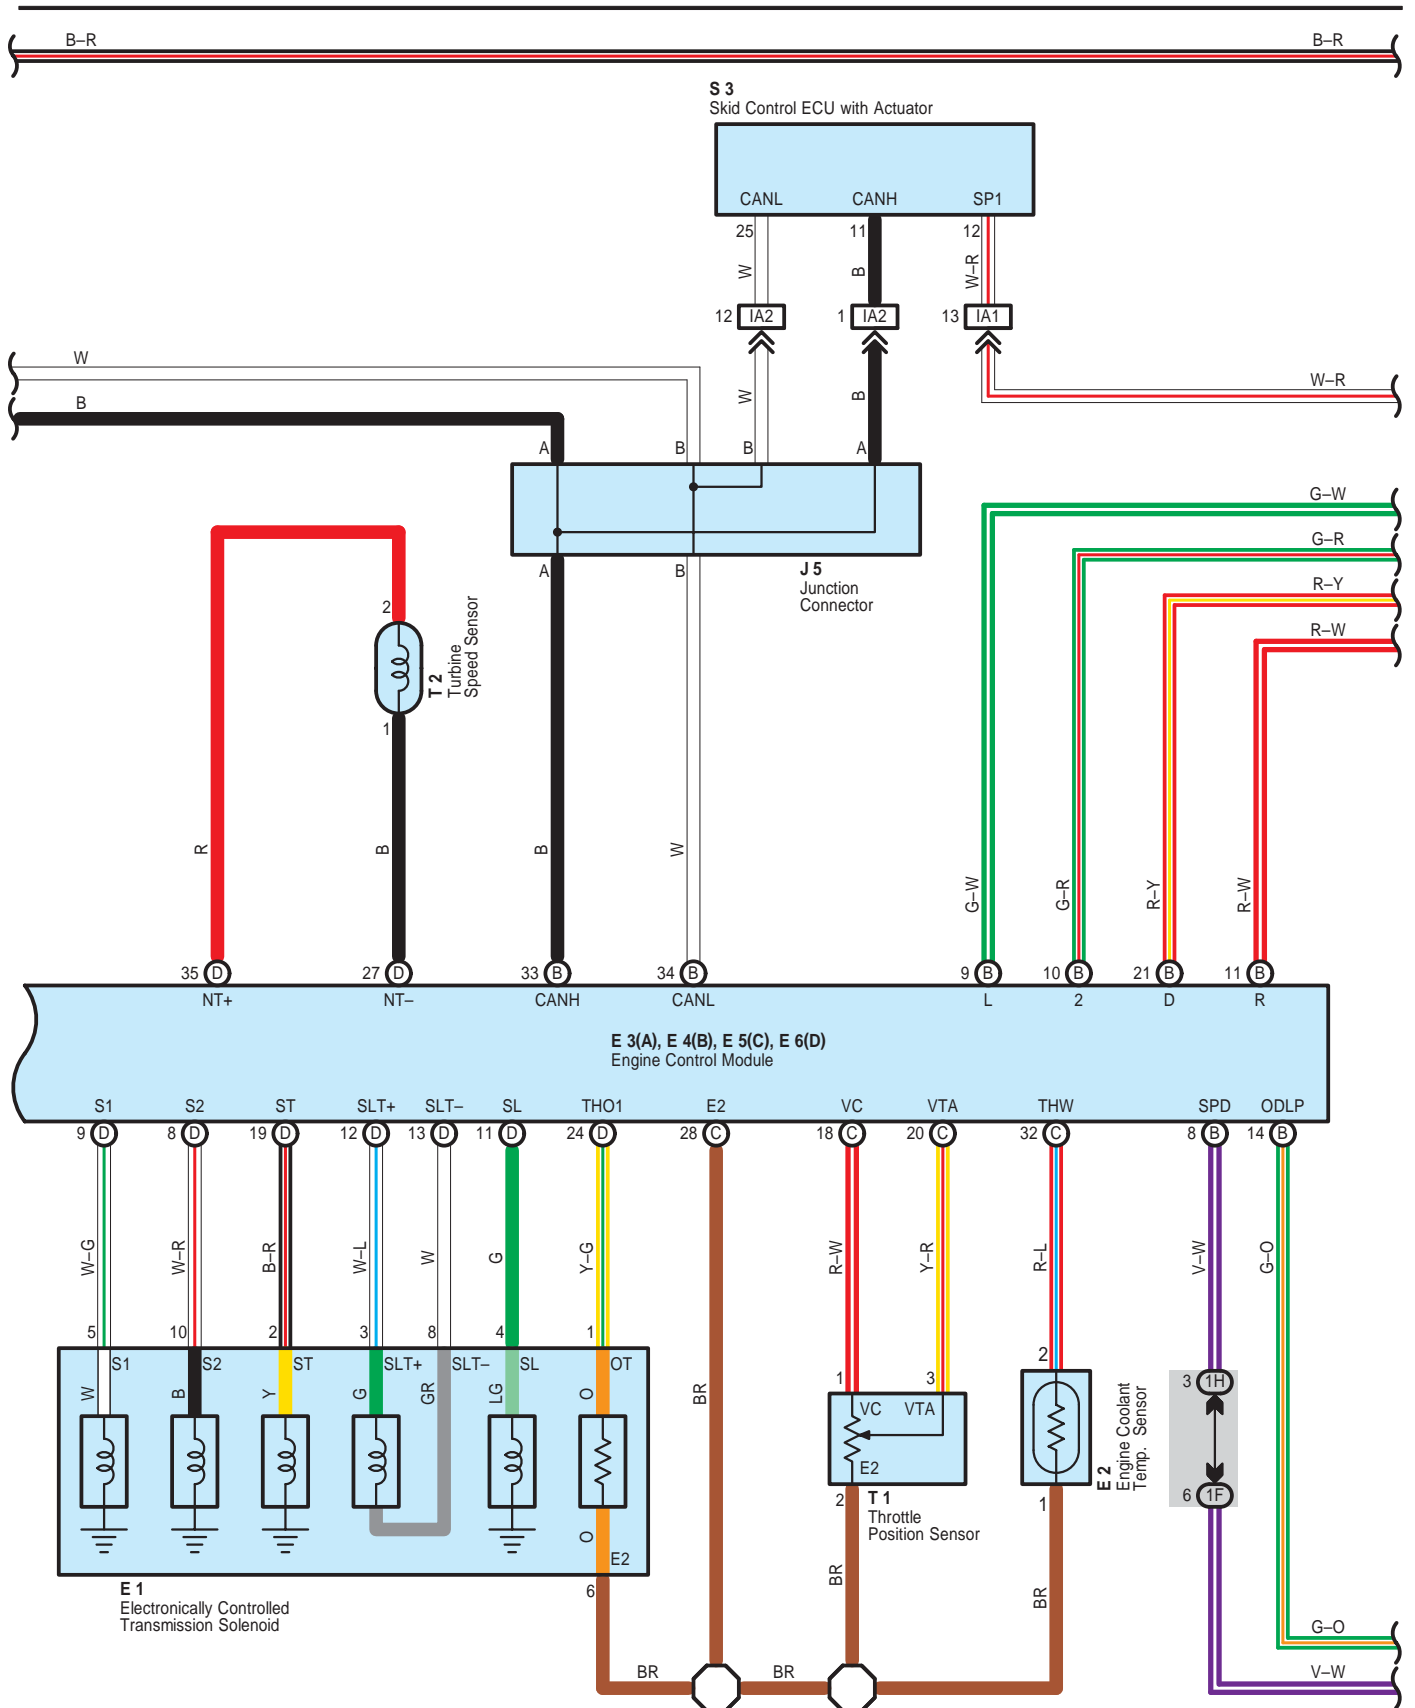 B–R B–R
S 3
Skid Control ECU with Actuator
CANL CANH SP1
25 11 12
W B W–R
12 IA2 1 IA2 13 IA1
W
W–R
B
W B
A B B A
G–W
G–R
R–Y
R–W
A B
J 5
Junction
Connector
2
T 2
Turbine
Speed Sensor
1
R B B W G–W G–R R–Y R–W
35 D 27 D 33 B 34 B 9 B 10 B 21 B 11 B
NT+ NT– CANH CANL L 2 D R
E 3(A), E 4(B), E 5(C), E 6(D)
Engine Control Module
S1 S2 ST SLT+ SLT– SL THO1 E2 VC VTA THW SPD ODLP
9 D 8 D 19 D 12 D 13 D 11 D 24 D 28 C 18 C 20 C 32 C 8 B 14 B
W–G W–R B–R W–L W G Y–G R–W Y–R R–L V–W G–O
5 10 2 3 8 4 1
2
S1 S2 ST SLT+ SLT– SL OT
1 3
3 1H
W B Y G GR LG O
BR
VC VTA
E2
E 2
Engine Coolant
Temp. Sensor
6 1F
2
1
T 1
Throttle
Position Sensor
O
E2
6
BR BR
E 1
Electronically Controlled
Transmission Solenoid
G–O
BR BR
V–W